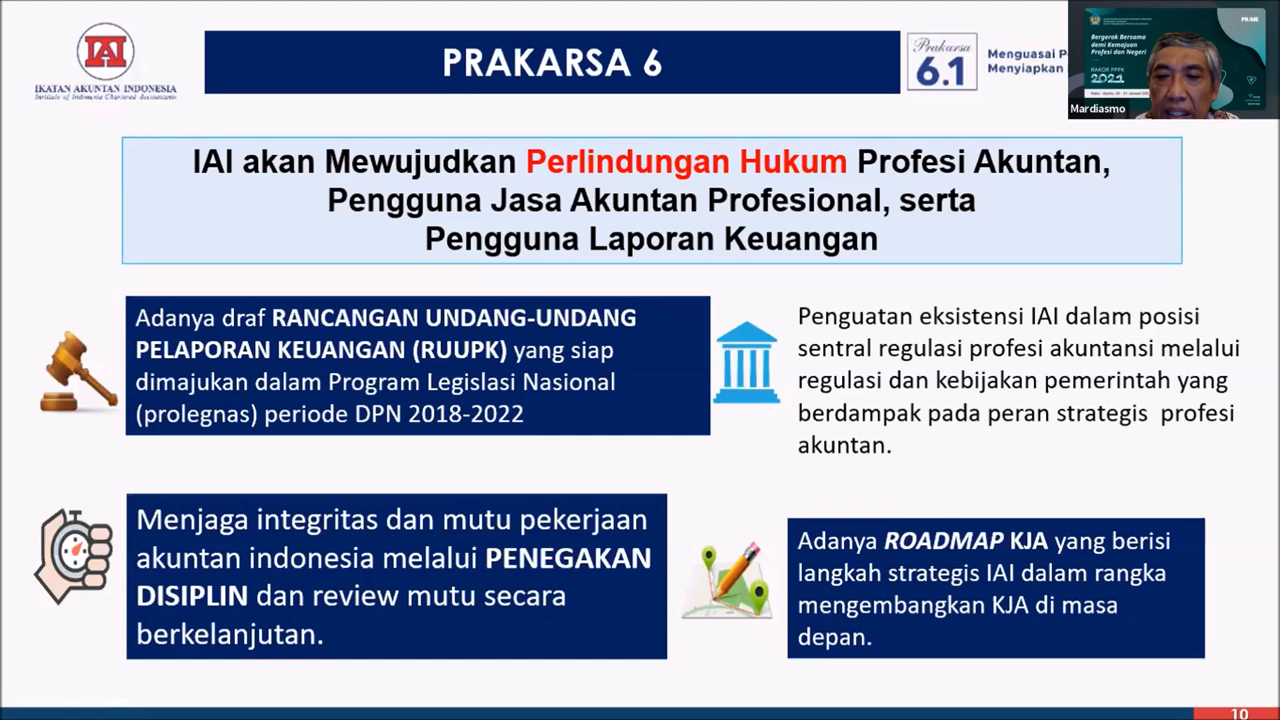 IAI
IKATAN AKUNTAN INDONESIA
Institute of Indonesia Chartered Accountants
PRAKARSA 6
Prakarsa
6.1
Menguasai
Menyiapkan
PRIME
Bergerak Bersama
demi Kemajuan
Profesi dan Negeri
RAKOR PPPK
2021
Mardiasmo
IAI akan Mewujudkan Perlindungan Hukum Profesi Akuntan,
Pengguna Jasa Akuntan Profesional, serta
Pengguna Laporan Keuangan
Adanya draf RANCANGAN UNDANG-UNDANG
PELAPORAN KEUANGAN (RUUPK) yang siap
dimajukan dalam Program Legislasi Nasional
(prolegnas) periode DPN 2018-2022
Penguatan eksistensi IAI dalam posisi
sentral regulasi profesi akuntansi melalui
regulasi dan kebijakan pemerintah yang
berdampak pada peran strategis profesi
akuntan.
Menjaga integritas dan mutu pekerjaan
akuntan indonesia melalui PENEGAKAN
DISIPLIN dan review mutu secara
berkelanjutan.
Adanya ROADMAP KJA yang berisi
langkah strategis IAI dalam rangka
mengembangkan KJA di masa
depan.
10